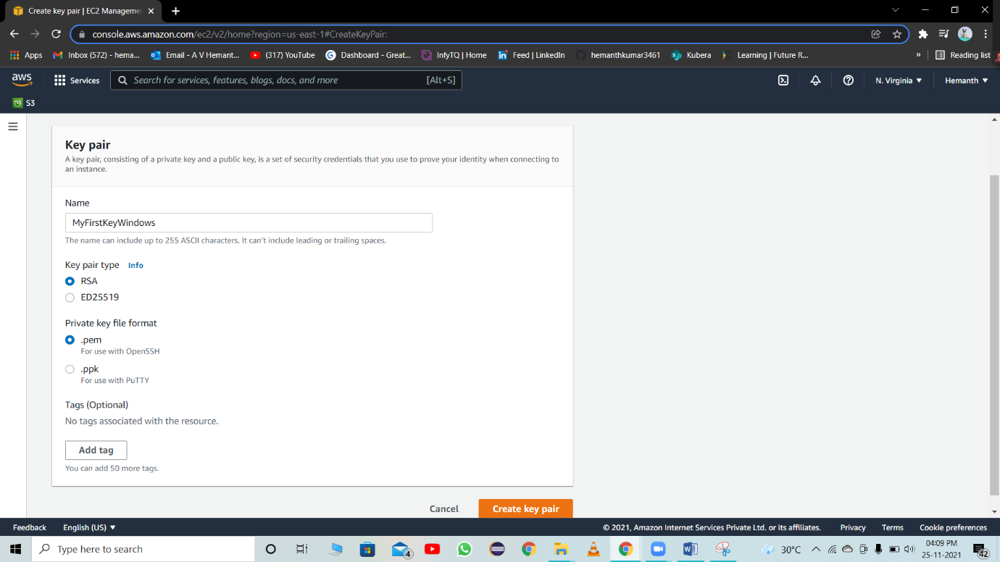 Create key pair | EC2 Manageme
console.aws.amazon.com/ec2/v2/home?region=us-east-1#CreateKeyPair:
Apps Inbox (572) - hema... Email - A V Hemant... (317) YouTube Dashboard - Great... InfyTQ | Home Feed | LinkedIn hemanthkumar3461 Kubera Learning | Future R... » Reading list
aws Services Search for services, features, blogs, docs, and more [Alt+S] N. Virginia Hemanth
S3
Key pair
A key pair, consisting of a private key and a public key, is a set of security credentials that you use to prove your identity when connecting to
an instance.
Name
MyFirstKeyWindows
The name can include up to 255 ASCII characters. It can't include leading or trailing spaces.
Key pair type Info
RSA
ED25519
Private key file format
.pem
For use with OpenSSH
.ppk
For use with PuTTY
Tags (Optional)
No tags associated with the resource.
Add tag
You can add 50 more tags.
Cancel Create key pair
Feedback English (US) © 2021, Amazon Internet Services Private Ltd. or its affiliates. Privacy Terms Cookie preferences
Type here to search 4 30°C 04:09 PM
25-11-2021 42